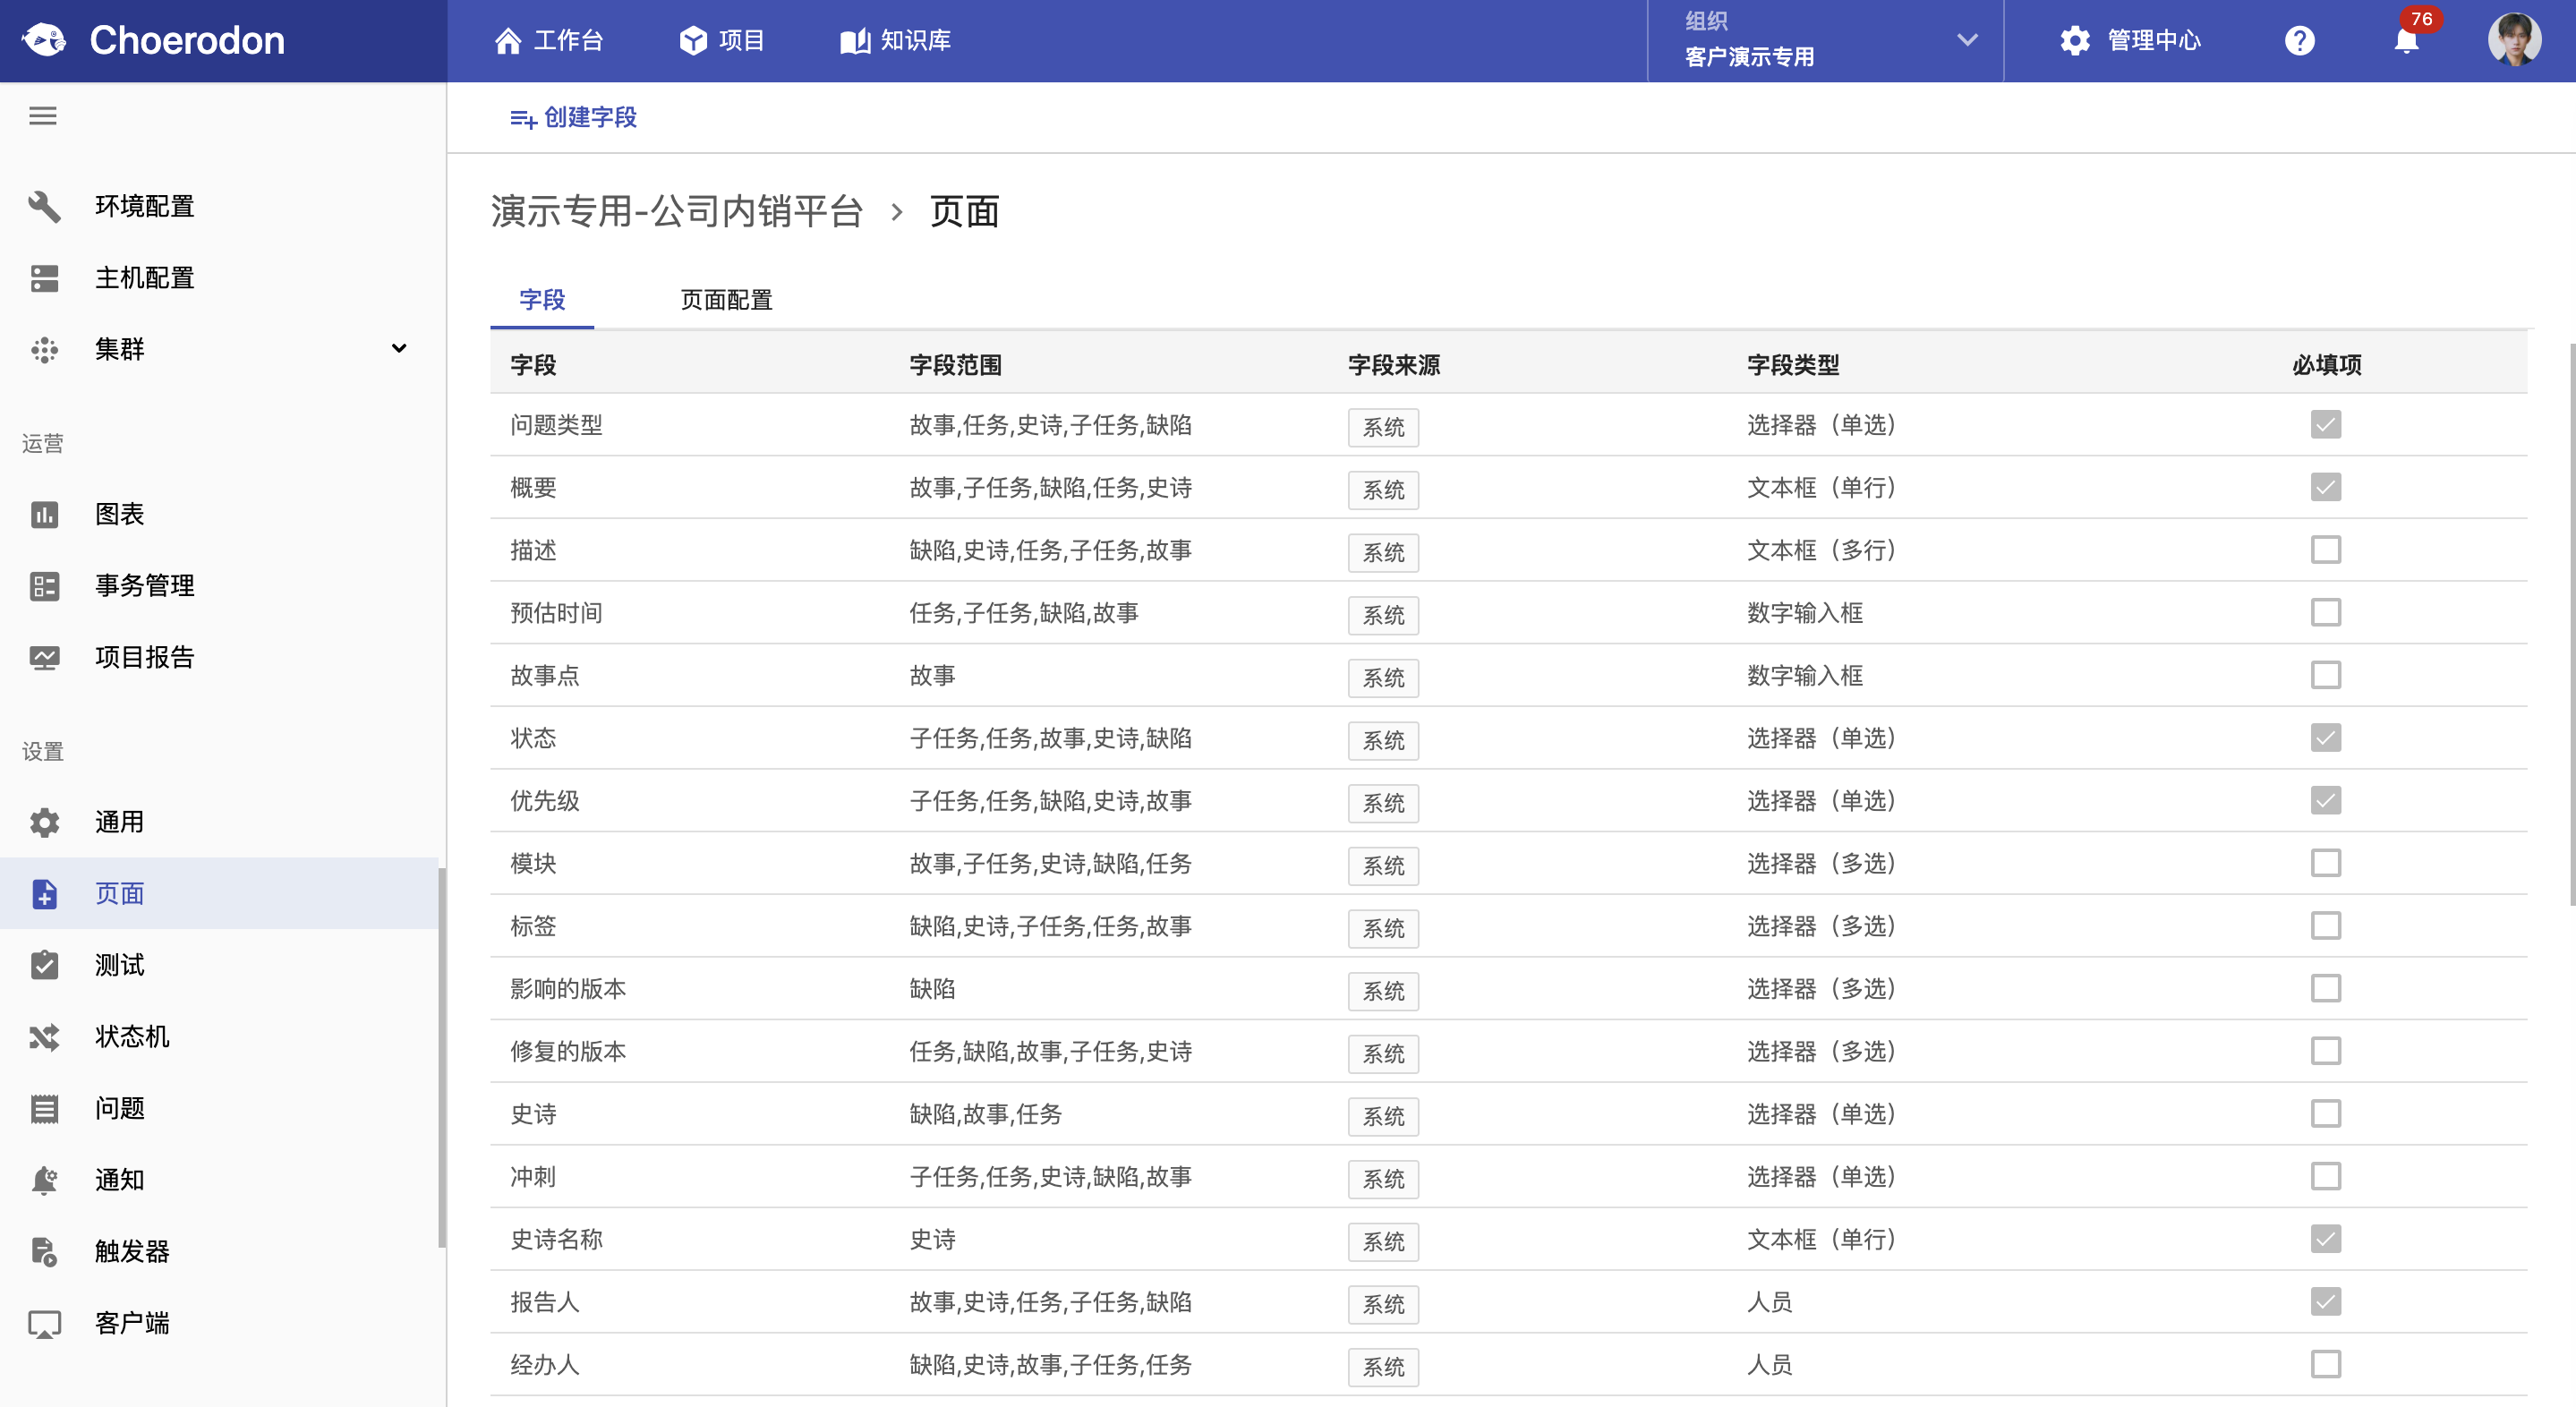 Choerodon
工作台 项目 知识库 组织 客户演示专用 管理中心 76
创建字段
环境配置
主机配置
集群
运营
图表
事务管理
项目报告
设置
通用
页面
测试
状态机
问题
通知
触发器
客户端
演示专用-公司内销平台 › 页面
字段 页面配置
字段 字段范围 字段来源 字段类型 必填项
问题类型 故事,任务,史诗,子任务,缺陷 系统 选择器（单选）
概要 故事,子任务,缺陷,任务,史诗 系统 文本框（单行）
描述 缺陷,史诗,任务,子任务,故事 系统 文本框（多行）
预估时间 任务,子任务,缺陷,故事 系统 数字输入框
故事点 故事 系统 数字输入框
状态 子任务,任务,故事,史诗,缺陷 系统 选择器（单选）
优先级 子任务,任务,缺陷,史诗,故事 系统 选择器（单选）
模块 故事,子任务,史诗,缺陷,任务 系统 选择器（多选）
标签 缺陷,史诗,子任务,任务,故事 系统 选择器（多选）
影响的版本 缺陷 系统 选择器（多选）
修复的版本 任务,缺陷,故事,子任务,史诗 系统 选择器（多选）
史诗 缺陷,故事,任务 系统 选择器（单选）
冲刺 子任务,任务,史诗,缺陷,故事 系统 选择器（单选）
史诗名称 史诗 系统 文本框（单行）
报告人 故事,史诗,任务,子任务,缺陷 系统 人员
经办人 缺陷,史诗,故事,子任务,任务 系统 人员